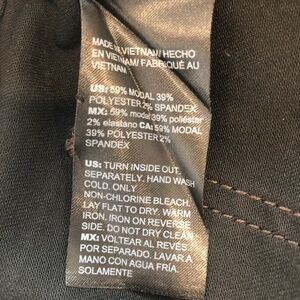 MADE IN VIETNAM/ HECHO
EN VIETNAM/ FABRIQUÉ AU
VIETNAM
US: 59% MODAL 39%
POLYESTER 2% SPANDEX
MX: 59% modal 39% poliéster
2% elastano CA: 59% MODAL
39% POLYESTER 2%
SPANDEX
US: TURN INSIDE OUT.
SEPARATELY, HAND WASH
COLD. ONLY
NON-CHLORINE BLEACH.
LAY FLAT TO DRY. WARM
IRON. IRON ON REVERSE
SIDE. DO NOT DRY CLEAN
MX: VOLTEAR AL REVÉS
POR SEPARADO. LAVAR A
MANO CON AGUA FRÍA.
SOLAMENTE